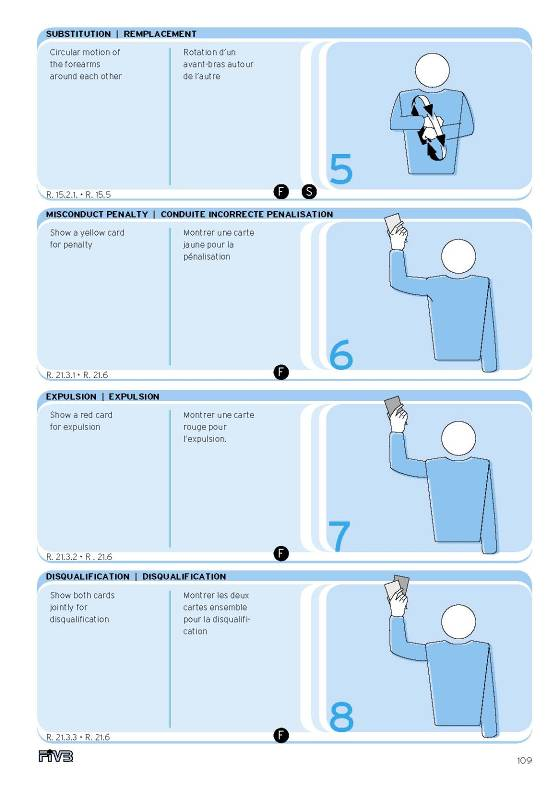 SUBSTITUTION | REMPLACEMENT
Circular motion of
the forearms
around each other
Rotation d'un
avant-bras autour
de l'autre
5
R. 15.2.1. • R. 15.5
F S
MISCONDUCT PENALTY | CONDUITE INCORRECTE PENALISATION
Show a yellow card
for penalty
Montrer une carte
jaune pour la
pénalisation
6
R. 21.3.1 • R. 21.6
F
EXPULSION | EXPULSION
Show a red card
for expulsion
Montrer une carte
rouge pour
l'expulsion.
7
R. 21.3.2 • R . 21.6
F
DISQUALIFICATION | DISQUALIFICATION
Show both cards
jointly for
disqualification
Montrer les deux
cartes ensemble
pour la disqualifi-
cation
8
R. 21.3.3 • R. 21.6
F
FIVB
109